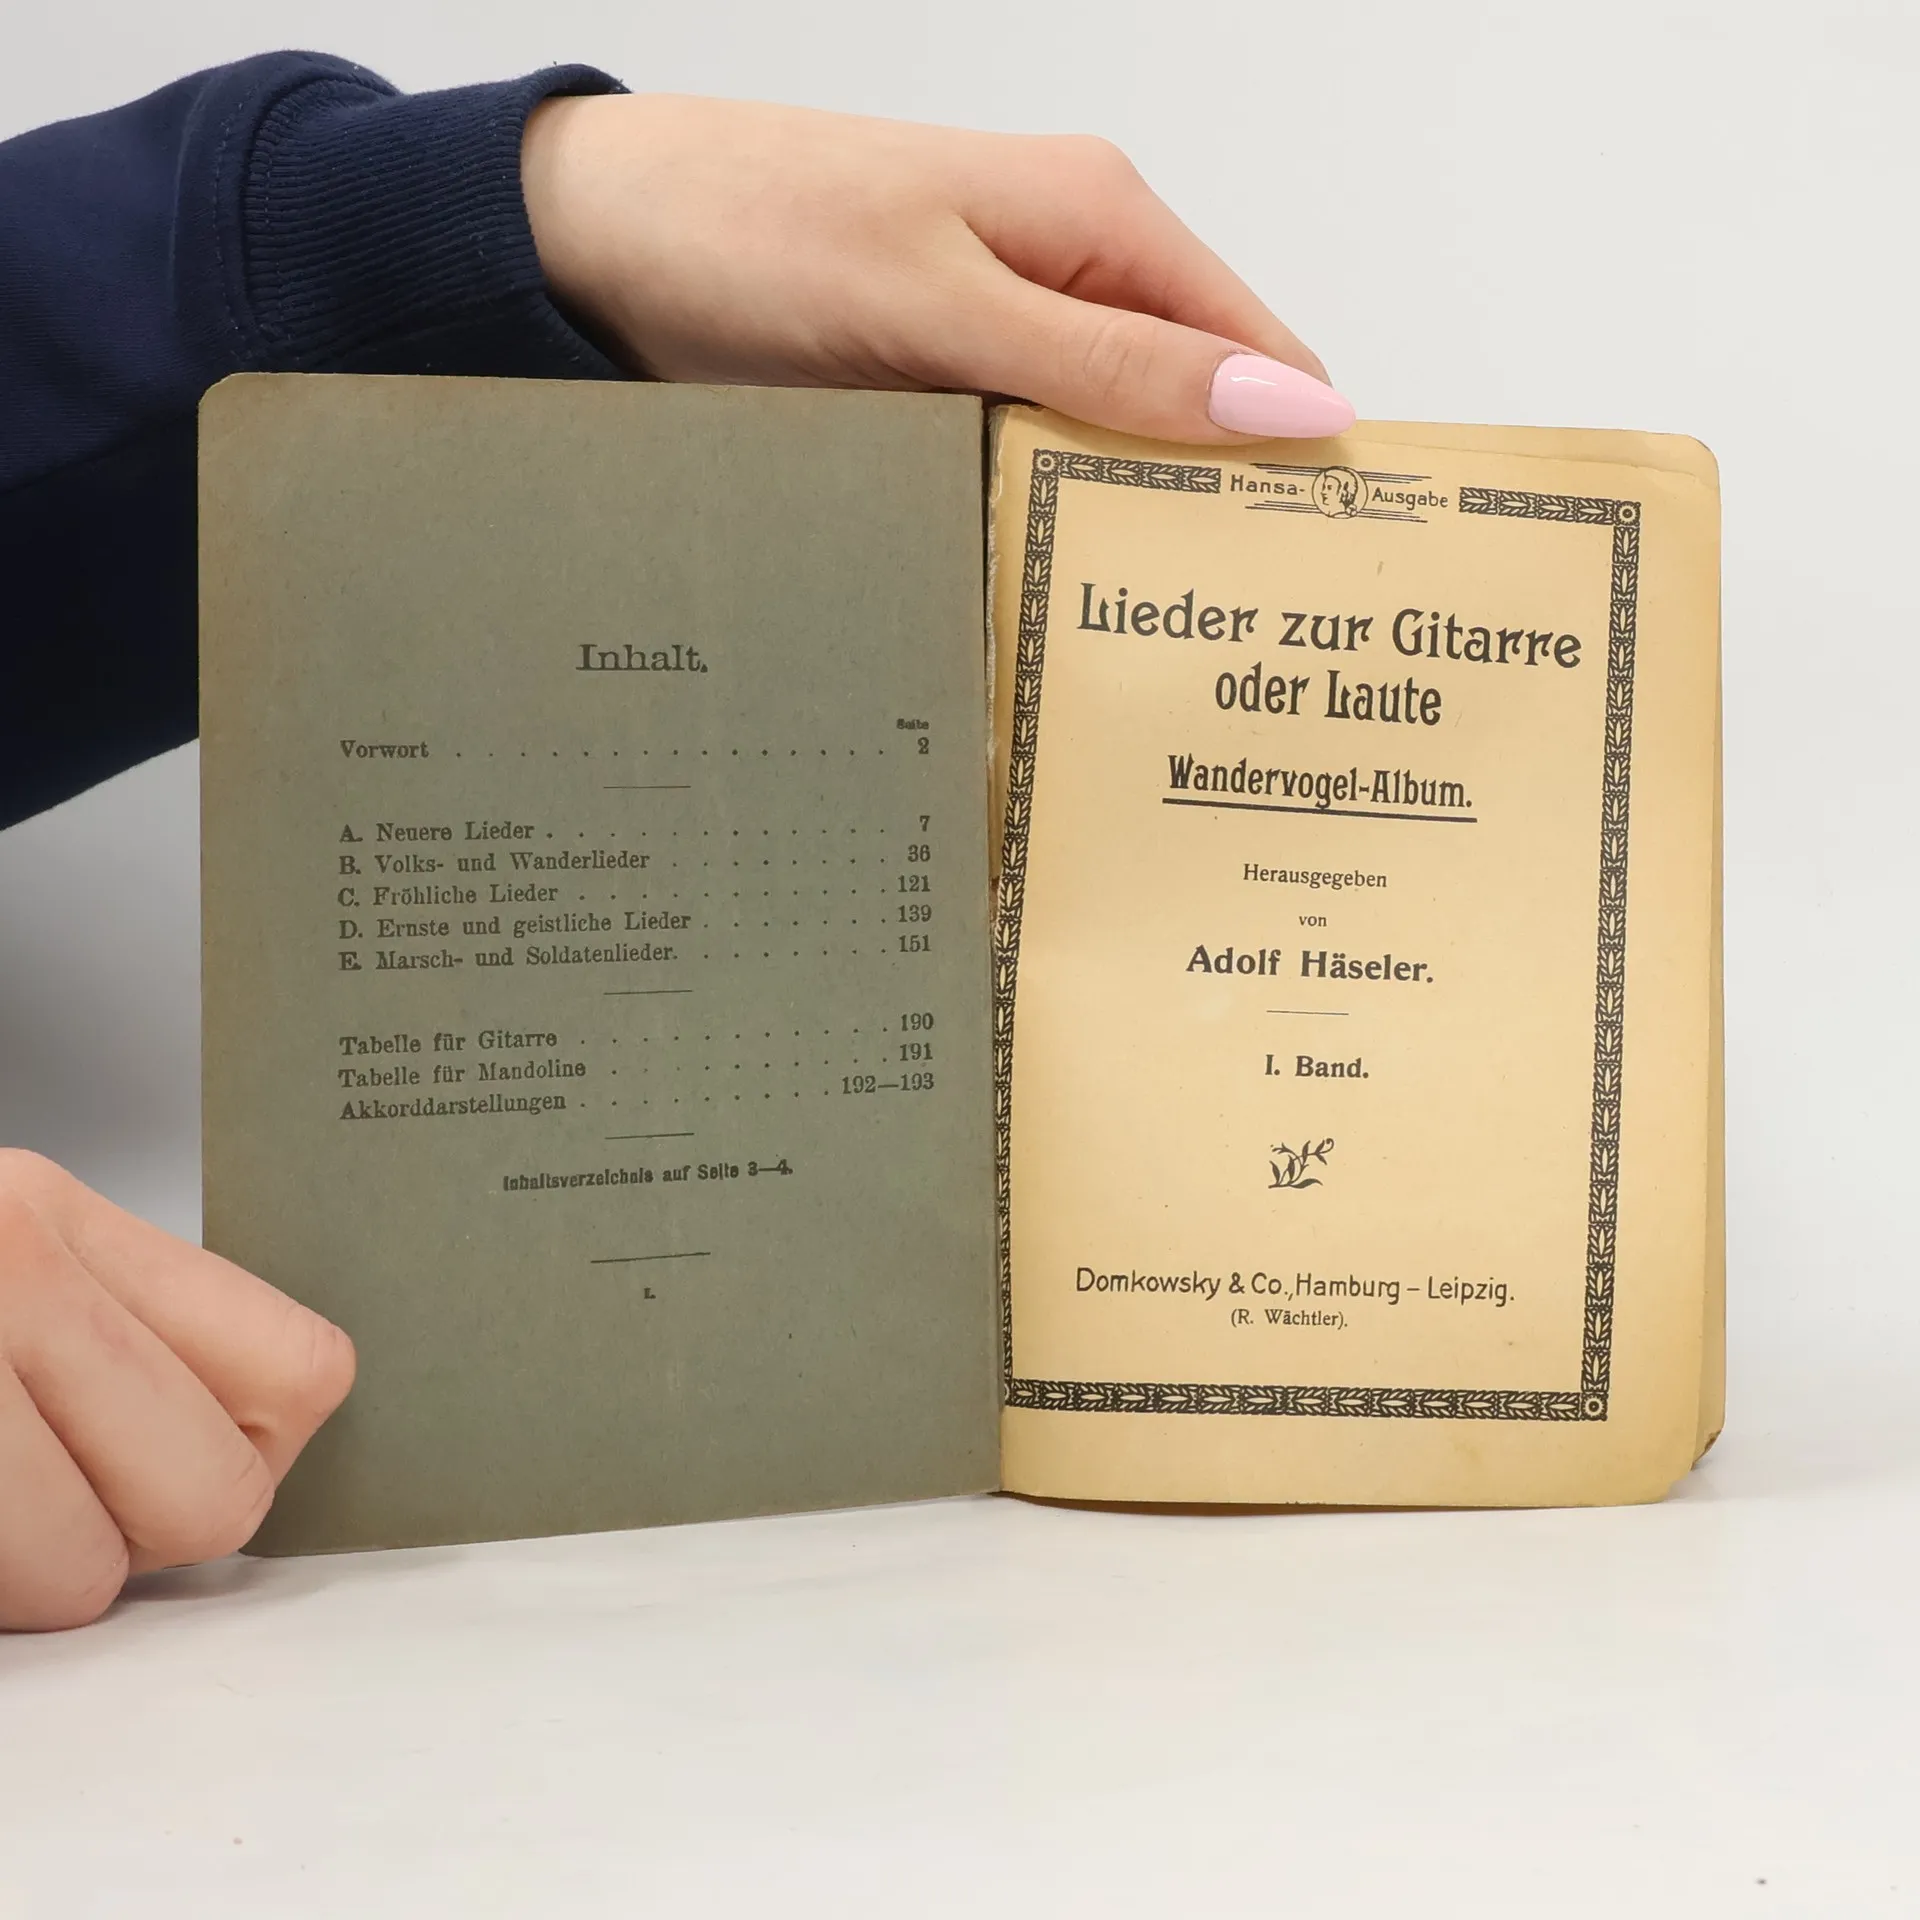 Inhalt.
Seite
Vorwort . . . . . . . . . . . . . . . 2
A. Neuere Lieder . . . . . . . . . . . . 7
B. Volks- und Wanderlieder . . . . . . . . 36
C. Fröhliche Lieder . . . . . . . . . . . 121
D. Ernste und geistliche Lieder . . . . . . . 139
E. Marsch- und Soldatenlieder. . . . . . . . 151
Tabelle für Gitarre . . . . . . . . . . . 190
Tabelle für Mandoline . . . . . . . . . . 191
Akkorddarstellungen . . . . . . . . . 192—193
Inhaltsverzeichnis auf Seite 3—4.
I.
Hansa-Ausgabe
Lieder zur Gitarre
oder Laute
Wandervogel-Album.
Herausgegeben
von
Adolf Häseler.
I. Band.
Domkowsky & Co., Hamburg – Leipzig.
(R. Wächtler).